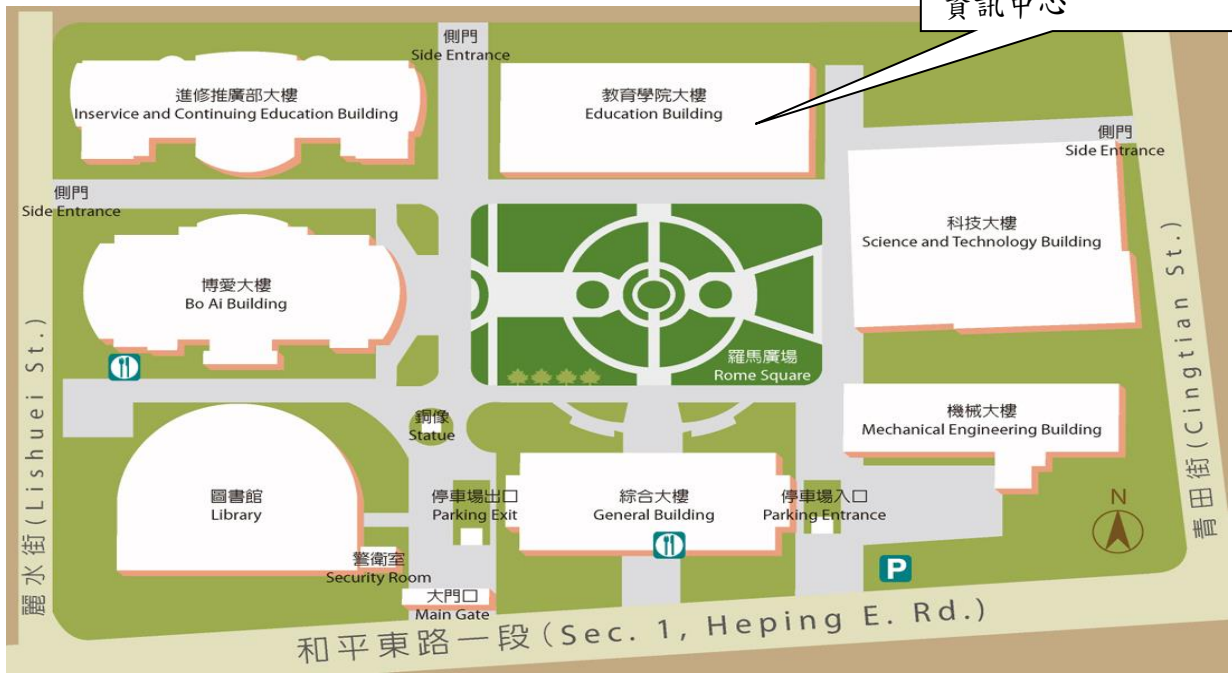 資訊中心
側門
Side Entrance
進修推廣部大樓
Inservice and Continuing Education Building
教育學院大樓
Education Building
側門
Side Entrance
側門
Side Entrance
科技大樓
Science and Technology Building
博愛大樓
Bo Ai Building
羅馬廣場
Rome Square
銅像
Statue
機械大樓
Mechanical Engineering Building
圖書館
Library
停車場出口
Parking Exit
綜合大樓
General Building
停車場入口
Parking Entrance
N
警衛室
Security Room
P
大門口
Main Gate
麗水街(Lishuei St.)
青田街(Cingtian St.)
和平東路一段(Sec. 1, Heping E. Rd.)